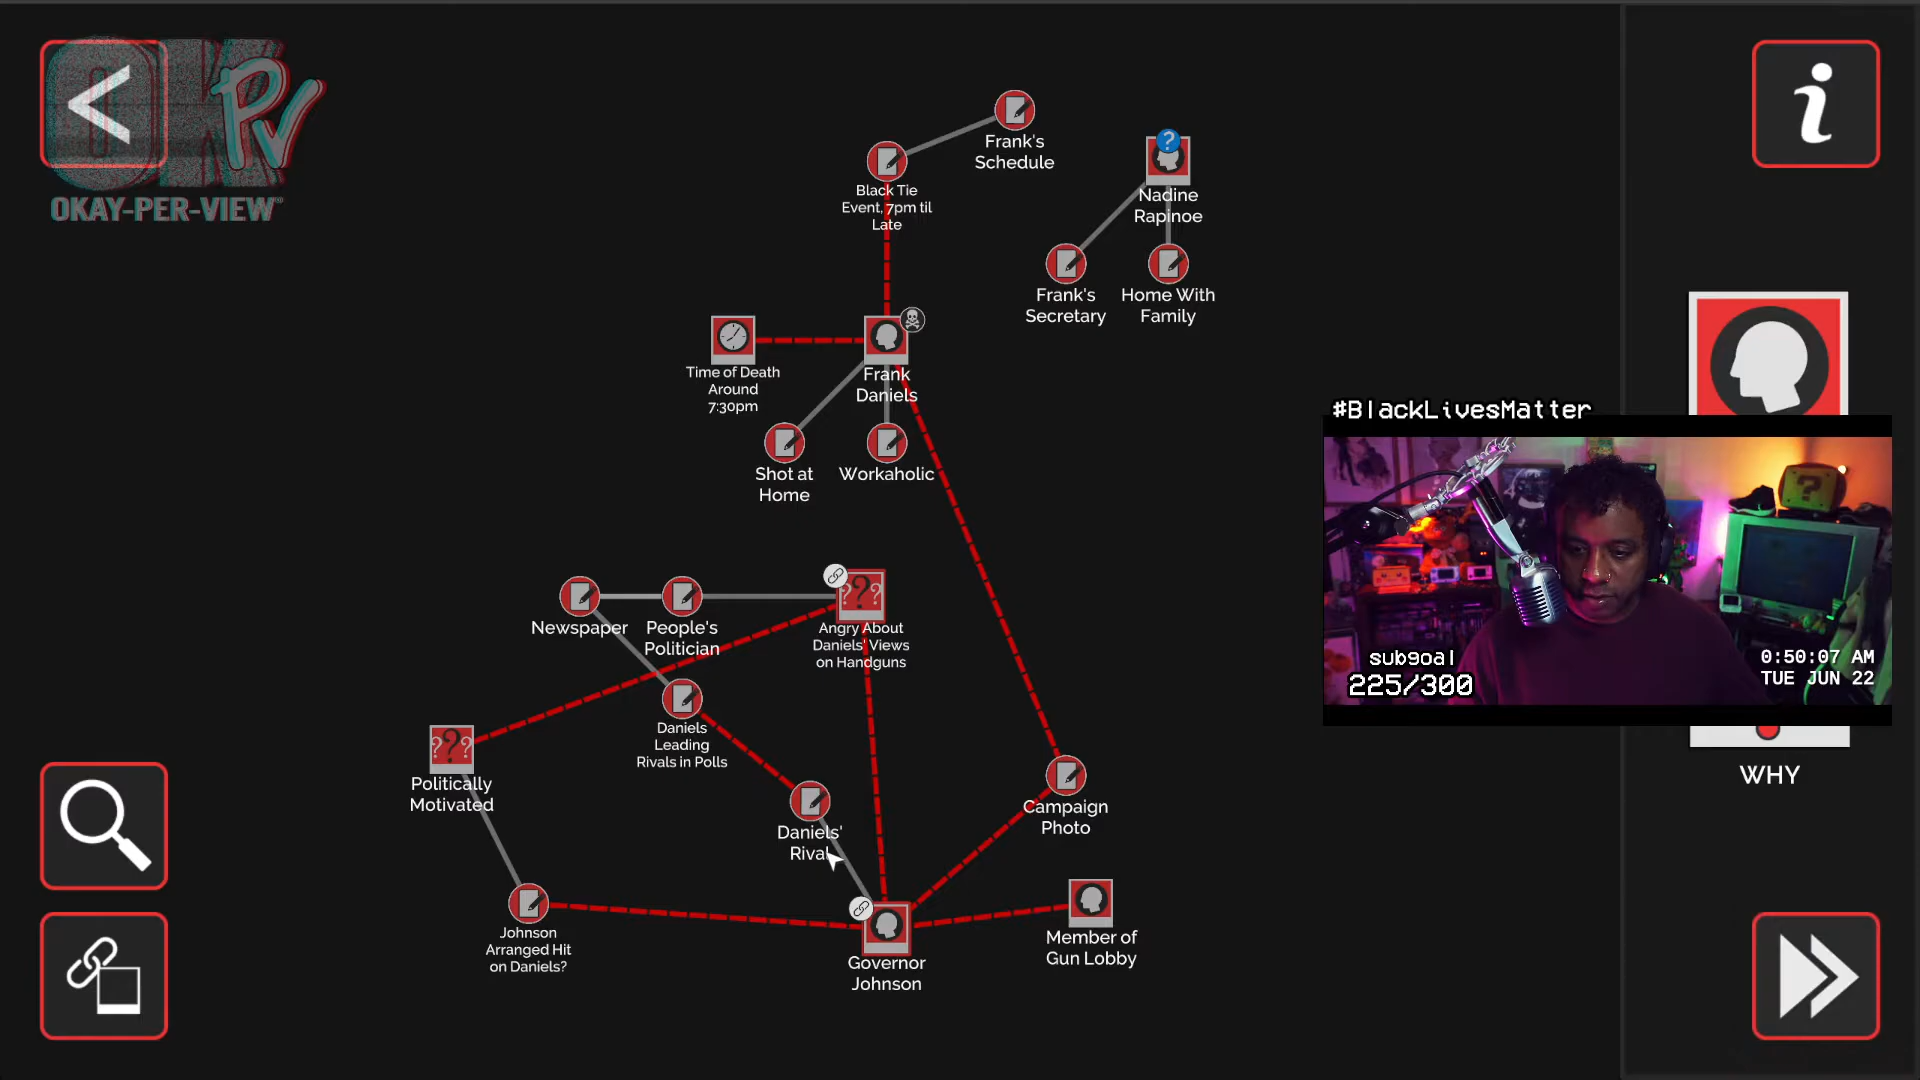 OK PV
OKAY-PER-VIEW
Frank's
Schedule
Black Tie
Event, 7pm til
Late
Nadine
Rapinoe
Frank's
Secretary
Home With
Family
Time of Death
Around
7:30pm
Frank
Daniels
Shot at
Home
Workaholic
#BlackLivesMatter
Newspaper
People's
Politician
Angry About
Daniels' Views
on Handguns
subgoal
225/300
0:50:07 AM
TUE JUN 22
Daniels
Leading
Rivals in Polls
Politically
Motivated
WHY
Daniels'
Rival
Campaign
Photo
Johnson
Arranged Hit
on Daniels?
Governor
Johnson
Member of
Gun Lobby